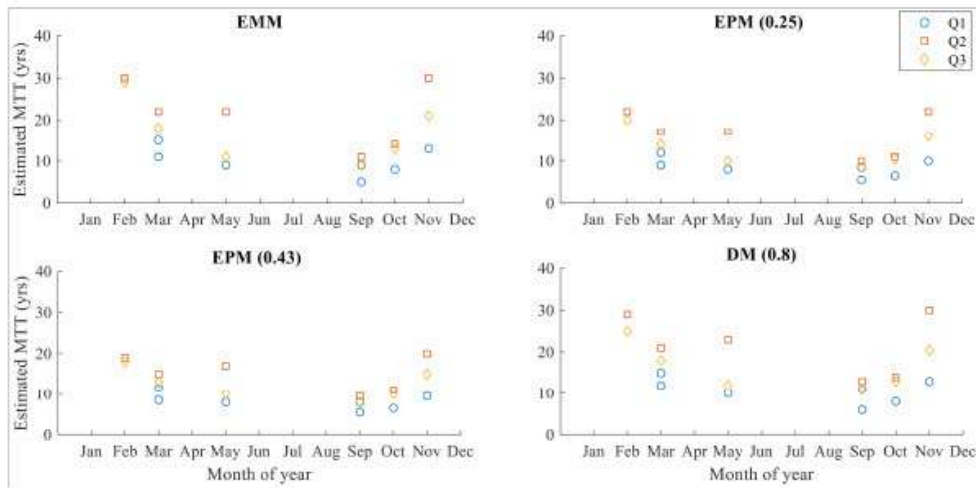 EMM
EPM (0.25)
Q1
Q2
Q3
Estimated MTT (yrs)
40
30
20
10
0
Jan Feb Mar Apr May Jun Jul Aug Sep Oct Nov Dec
40
30
20
10
0
Jan Feb Mar Apr May Jun Jul Aug Sep Oct Nov Dec
EPM (0.43)
DM (0.8)
Estimated MTT (yrs)
40
30
20
10
0
Jan Feb Mar Apr May Jun Jul Aug Sep Oct Nov Dec
Month of year
40
30
20
10
0
Jan Feb Mar Apr May Jun Jul Aug Sep Oct Nov Dec
Month of year